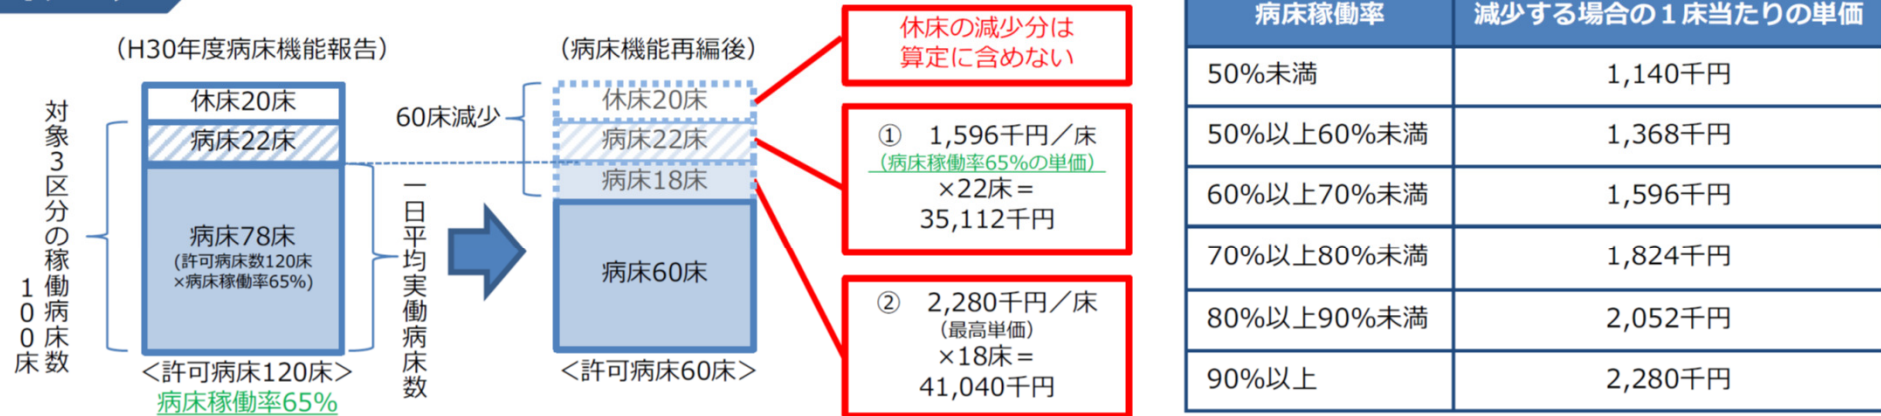 （H30年度病床機能報告）
対象３区分の稼働病床数
１００床
休床20床
病床22床
病床78床
(許可病床数120床
×病床稼働率65%)
一日平均実働病床数
＜許可病床120床＞
病床稼働率65%
（病床機能再編後）
60床減少
休床20床
病床22床
病床18床
病床60床
＜許可病床60床＞
休床の減少分は
算定に含めない
①　1,596千円／床
（病床稼働率65%の単価）
×22床＝
35,112千円
②　2,280千円／床
（最高単価）
×18床＝
41,040千円
病床稼働率　減少する場合の１床当たりの単価
50%未満　1,140千円
50%以上60%未満　1,368千円
60%以上70%未満　1,596千円
70%以上80%未満　1,824千円
80%以上90%未満　2,052千円
90%以上　2,280千円